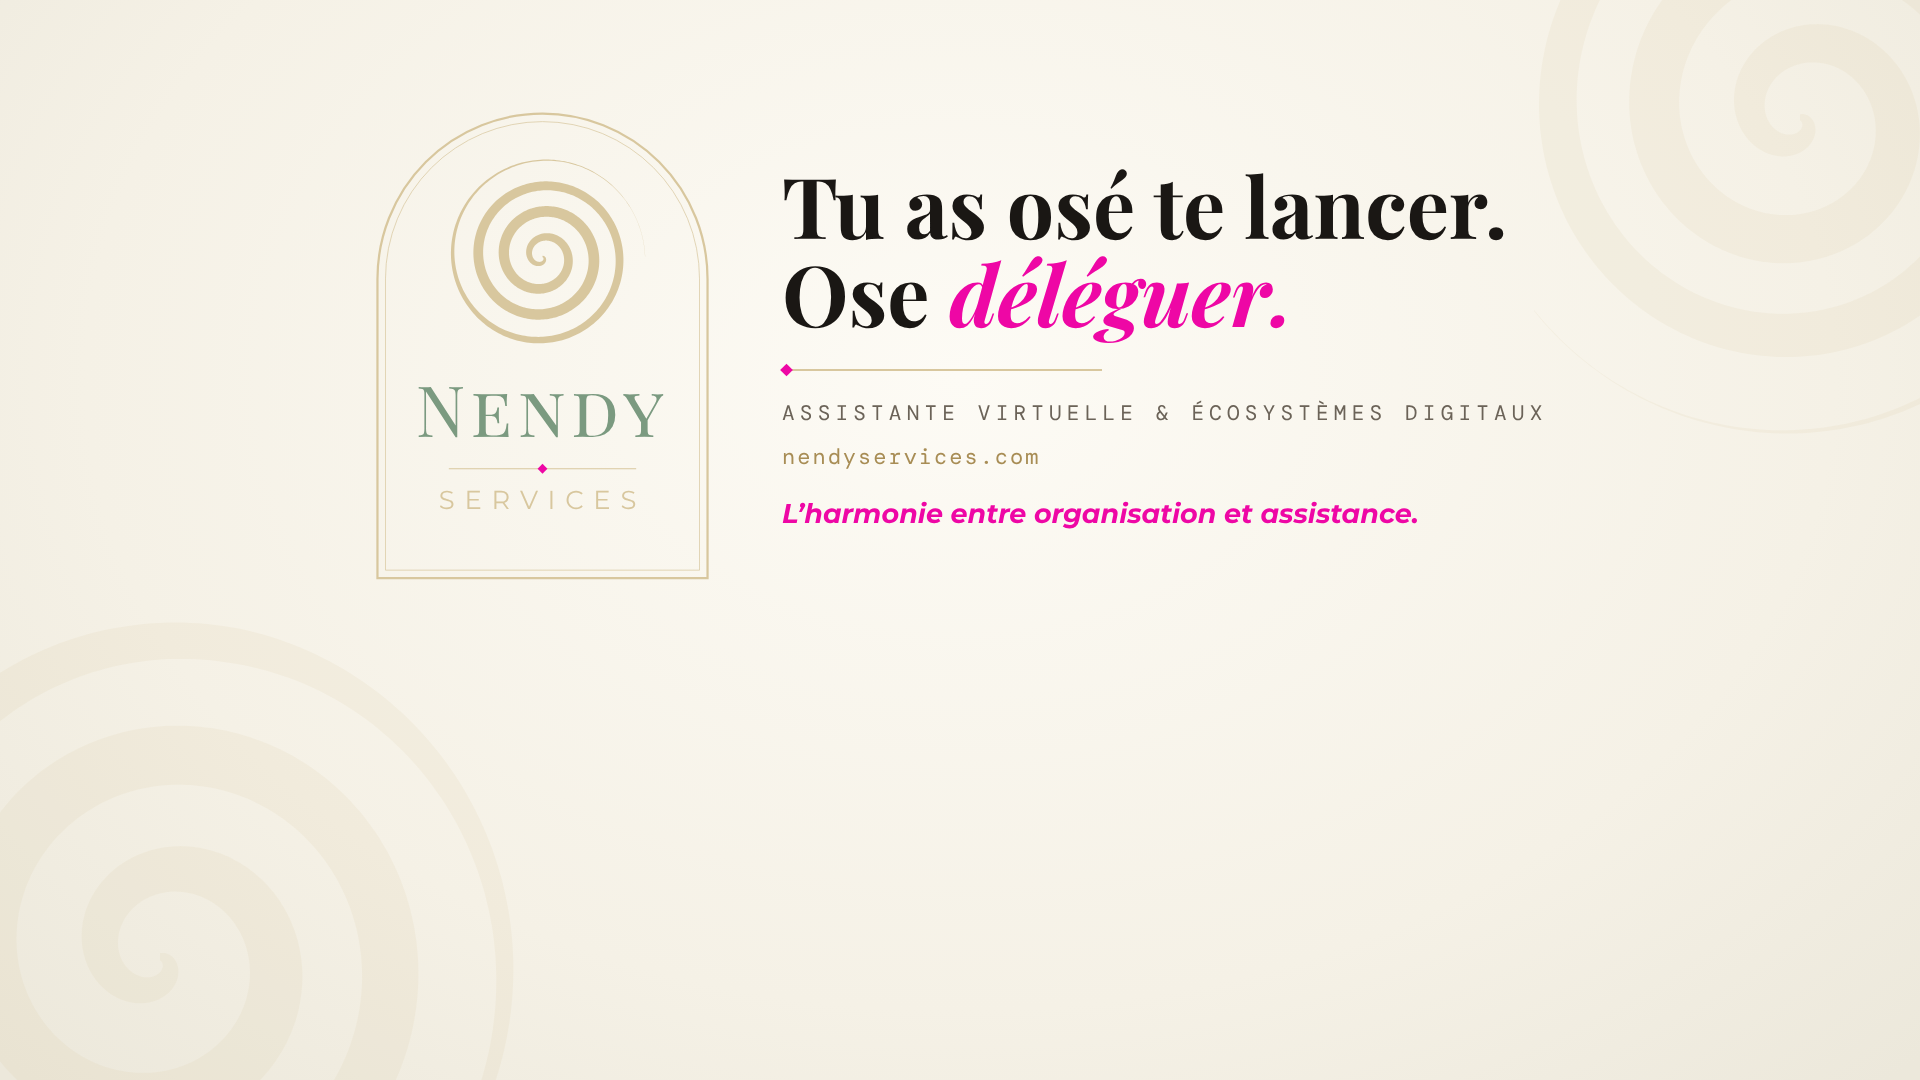 NENDY
SERVICES
Tu as osé te lancer.
Ose déléguer.
ASSISTANTE VIRTUELLE & ÉCOSYSTÈMES DIGITAUX
nendyservices.com
L’harmonie entre organisation et assistance.